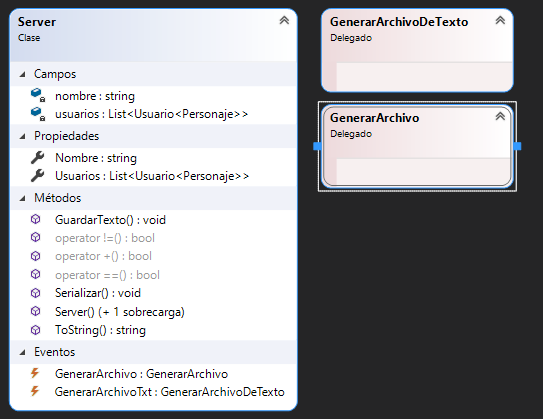 Server
Clase
Campos
nombre : string
usuarios : List<Usuario<Personaje>>
Propiedades
Nombre : string
Usuarios : List<Usuario<Personaje>>
Métodos
GuardarTexto() : void
operator !=() : bool
operator +() : bool
operator ==() : bool
Serializar() : void
Server() (+ 1 sobrecarga)
ToString() : string
Eventos
GenerarArchivo : GenerarArchivo
GenerarArchivoTxt : GenerarArchivoDeTexto
GenerarArchivoDeTexto
Delegado
GenerarArchivo
Delegado